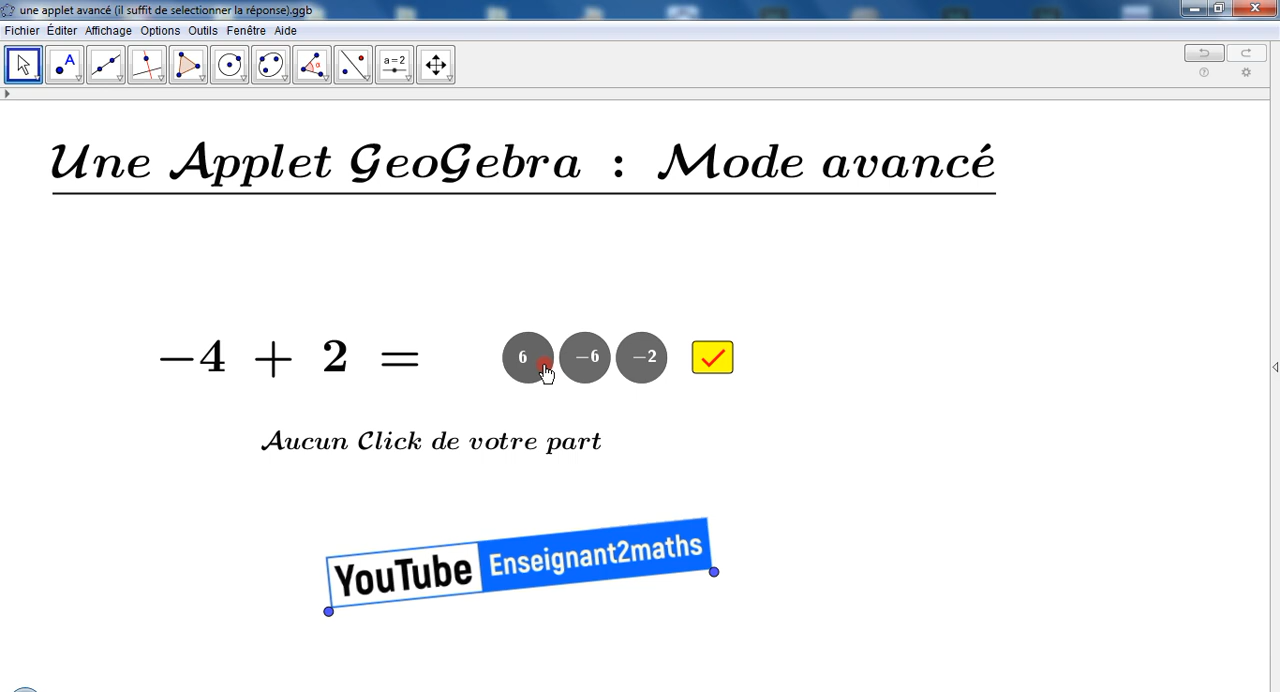 une applet avancé (il suffit de selectionner la réponse).ggb
Fichier Éditer Affichage Options Outils Fenêtre Aide
A
α
a=2
Une Applet GeoGebra : Mode avancé
−4 + 2 = 6 −6 −2
Aucun Click de votre part
YouTube Enseignant2maths